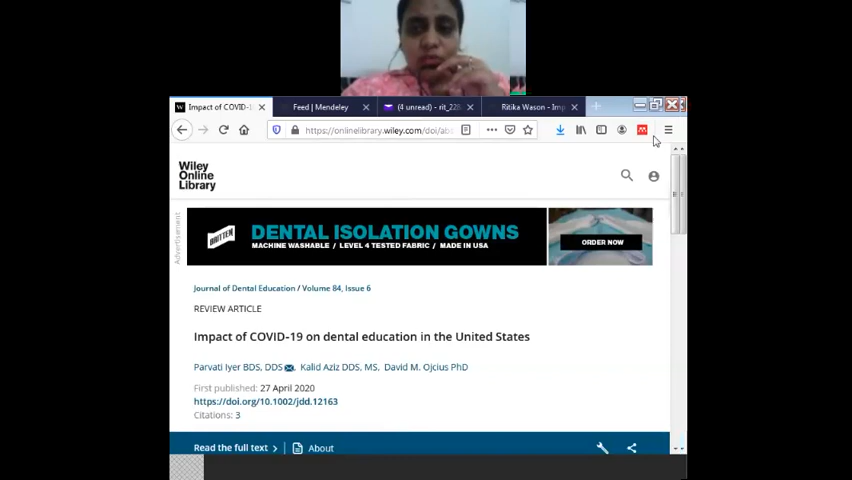 Impact of COVID-1
Feed | Mendeley
(4 unread) - rit_228
Ritika Wason - Imp
https://onlinelibrary.wiley.com/doi/ab
Wiley
Online
Library
Advertisement
BRITTEN
DENTAL ISOLATION GOWNS
MACHINE WASHABLE / LEVEL 4 TESTED FABRIC / MADE IN USA
ORDER NOW
Journal of Dental Education / Volume 84, Issue 6
REVIEW ARTICLE
Impact of COVID-19 on dental education in the United States
Parvati Iyer BDS, DDS, Kalid Aziz DDS, MS, David M. Ojcius PhD
First published: 27 April 2020
https://doi.org/10.1002/jdd.12163
Citations: 3
Read the full text
About